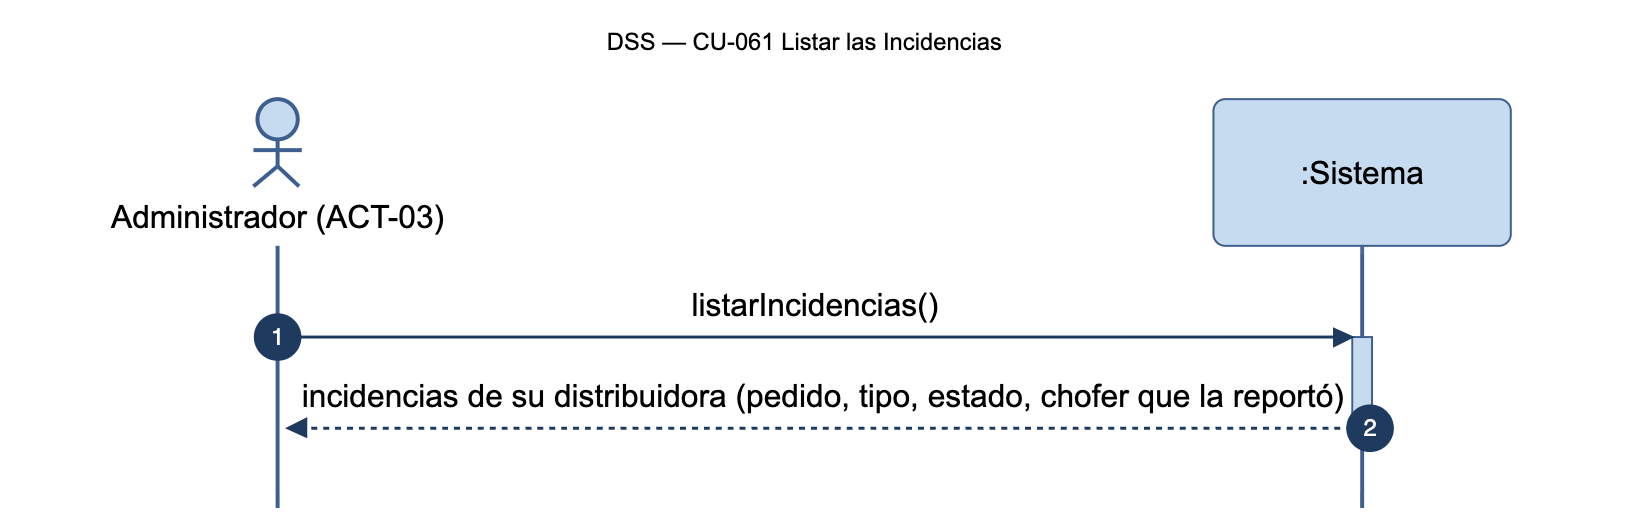 DSS — CU-061 Listar las Incidencias
:Sistema
Administrador (ACT-03)
listarIncidencias()
1
incidencias de su distribuidora (pedido, tipo, estado, chofer que la reportó)
2